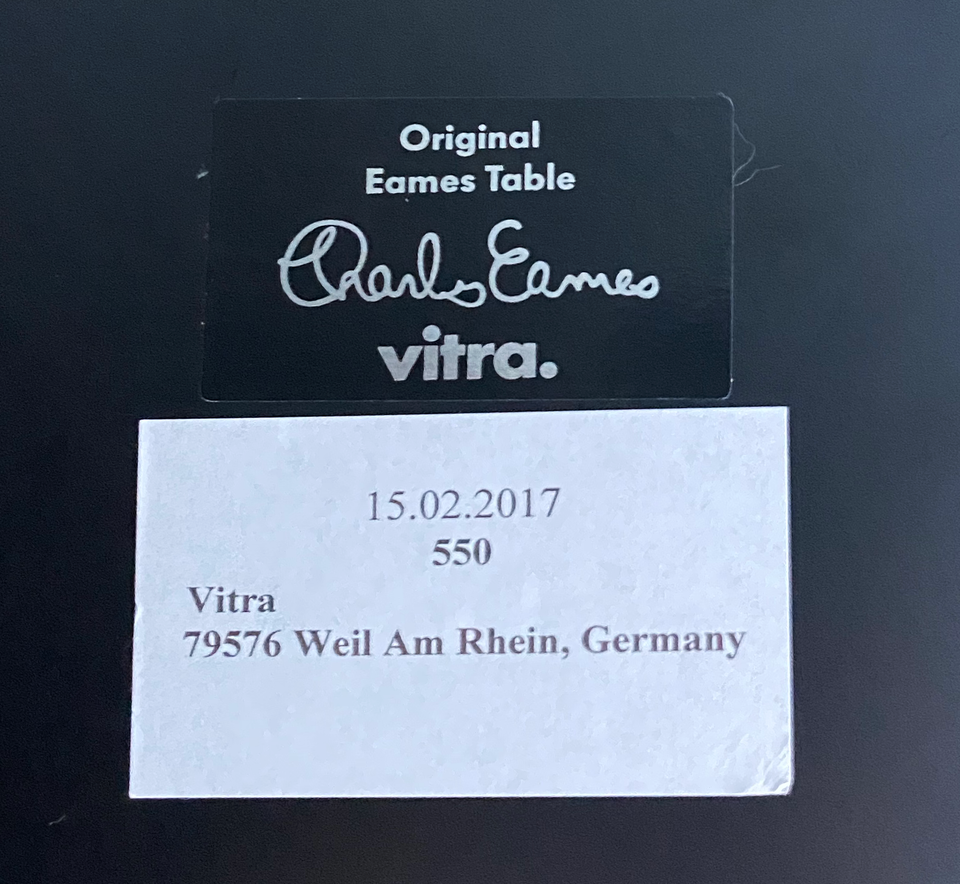 Original
Eames Table
Charles Eames
vitra.
15.02.2017
550
Vitra
79576 Weil Am Rhein, Germany